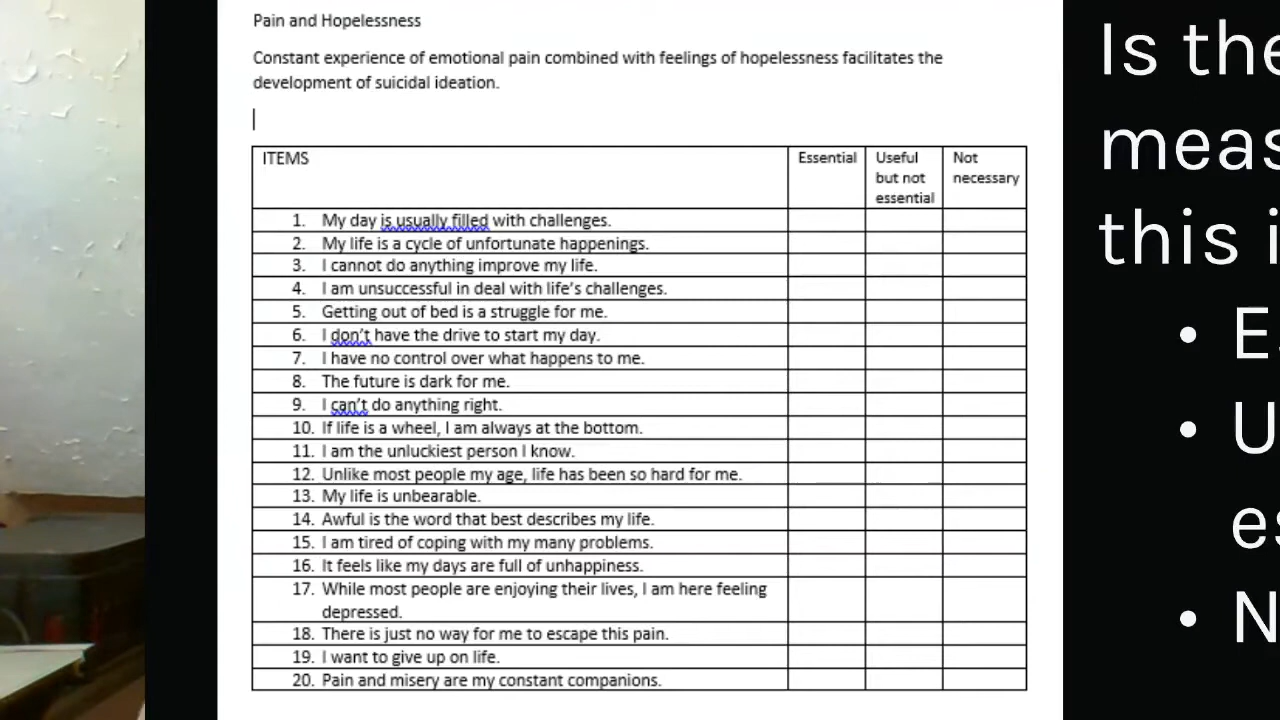 Pain and Hopelessness
Constant experience of emotional pain combined with feelings of hopelessness facilitates the
development of suicidal ideation.
ITEMS
Essential
Useful
but not
essential
Not
necessary
1. My day is usually filled with challenges.
2. My life is a cycle of unfortunate happenings.
3. I cannot do anything improve my life.
4. I am unsuccessful in deal with life's challenges.
5. Getting out of bed is a struggle for me.
6. I don't have the drive to start my day.
7. I have no control over what happens to me.
8. The future is dark for me.
9. I can't do anything right.
10. If life is a wheel, I am always at the bottom.
11. I am the unluckiest person I know.
12. Unlike most people my age, life has been so hard for me.
13. My life is unbearable.
14. Awful is the word that best describes my life.
15. I am tired of coping with my many problems.
16. It feels like my days are full of unhappiness.
17. While most people are enjoying their lives, I am here feeling
depressed.
18. There is just no way for me to escape this pain.
19. I want to give up on life.
20. Pain and misery are my constant companions.
Is the
meas
this i
• E
• U
es
• N